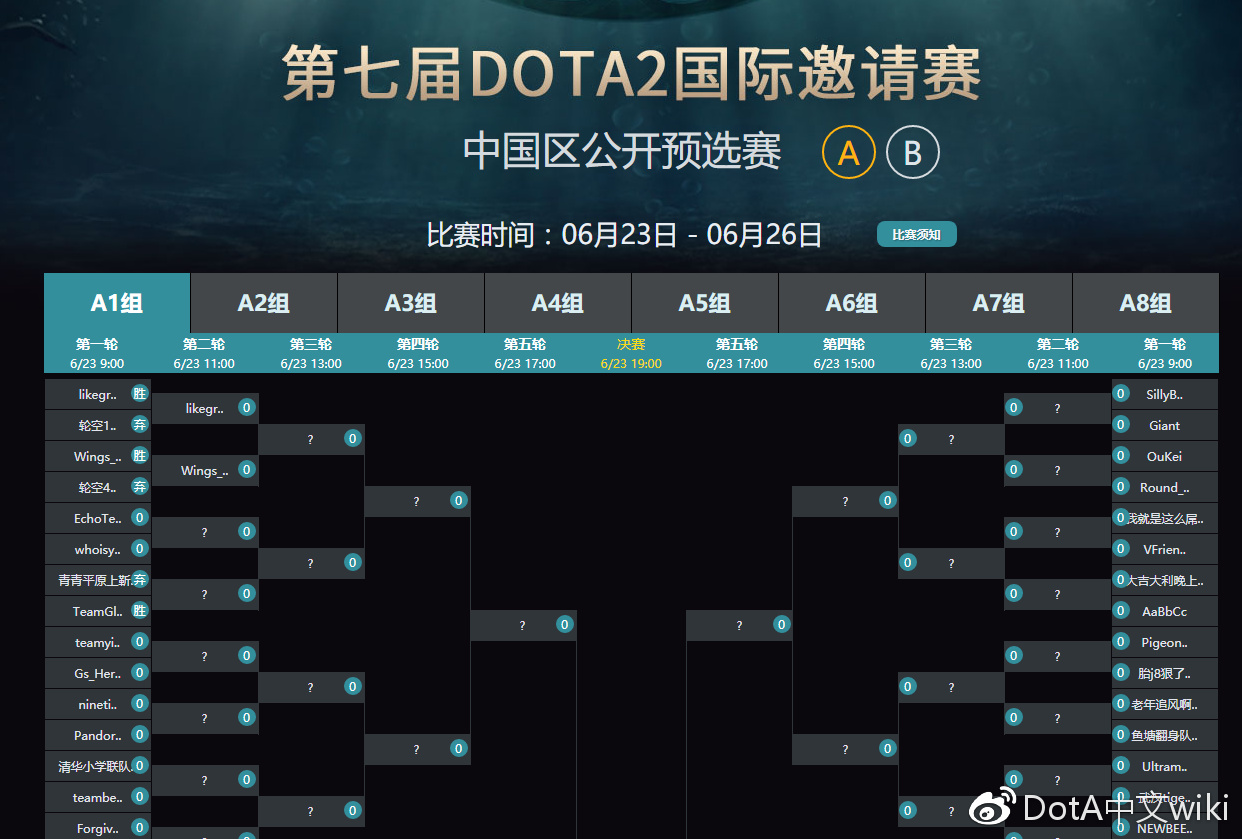 第七届DOTA2国际邀请赛
中国区公开预选赛 A B
比赛时间：06月23日 - 06月26日 比赛须知
A1组 A2组 A3组 A4组 A5组 A6组 A7组 A8组
第一轮 第二轮 第三轮 第四轮 第五轮 决赛 第五轮 第四轮 第三轮 第二轮 第一轮
6/23 9:00 6/23 11:00 6/23 13:00 6/23 15:00 6/23 17:00 6/23 19:00 6/23 17:00 6/23 15:00 6/23 13:00 6/23 11:00 6/23 9:00
likegr.. 胜 0 SillyB..
likegr.. 0 0 ?
轮空1.. 弃 0 Giant
? 0 0 ?
Wings_.. 胜 0 OuKei
Wings_.. 0 0 ?
轮空4.. 弃 0 Round_..
? 0 0 ?
EchoTe.. 0 0 我就是这么屌..
? 0 0 ?
whoisy.. 0 0 VFrien..
? 0 0 ?
青青平原上靳.. 弃 0 大吉大利晚上..
? 0 0 ?
TeamGl.. 胜 0 AaBbCc
? 0 0 ?
teamyi.. 0 0 Pigeon..
? 0 0 ?
Gs_Her.. 0 0 胎j8狠了..
? 0 0 ?
nineti.. 0 0 老年追风啊..
? 0 0 ?
Pandor.. 0 0 鱼塘翻身队..
? 0 0 ?
清华小学联队.. 0 0 Ultram..
? 0 0 ?
teambe.. 0 0 武汉tige..
? 0 0 ?
Forgiv.. 0 0 NEWBEE..
DotA中文wiki